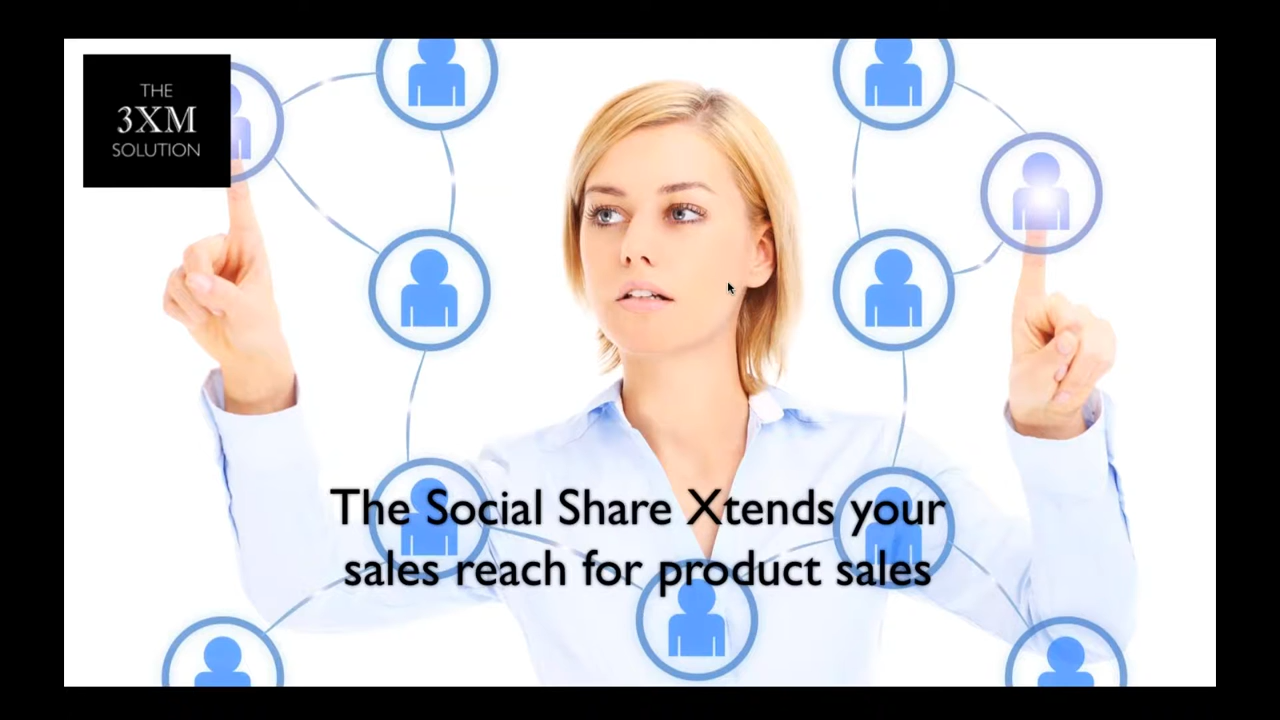 THE
3XM
SOLUTION
The Social Share Xtends your
sales reach for product sales